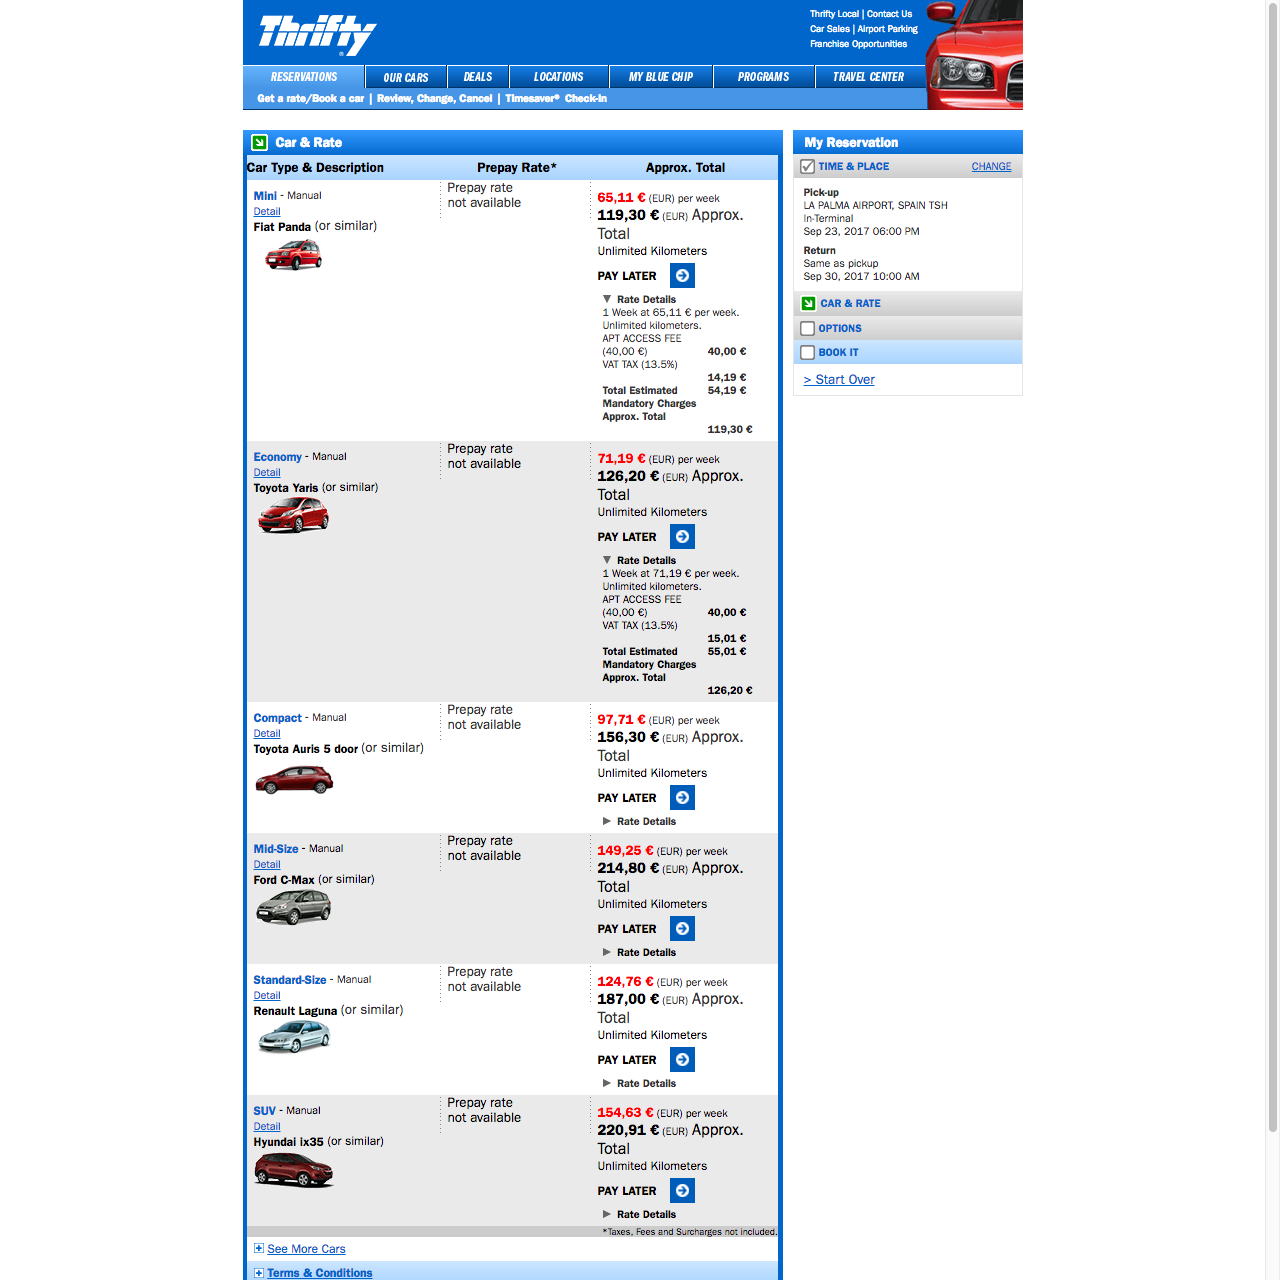 Thrifty
Thrifty Local | Contact Us
Car Sales | Airport Parking
Franchise Opportunities
RESERVATIONS OUR CARS DEALS LOCATIONS MY BLUE CHIP PROGRAMS TRAVEL CENTER
Get a rate/Book a car | Review, Change, Cancel | Timesaver® Check-In
Car & Rate
Car Type & Description Prepay Rate* Approx. Total
Mini - Manual
Detail
Fiat Panda (or similar)
Prepay rate
not available
65,11 € (EUR) per week
119,30 € (EUR) Approx.
Total
Unlimited Kilometers
PAY LATER
Rate Details
1 Week at 65,11 € per week.
Unlimited kilometers.
APT ACCESS FEE
(40,00 €) 40,00 €
VAT TAX (13.5%)
14,19 €
Total Estimated 54,19 €
Mandatory Charges
Approx. Total
119,30 €
Economy - Manual
Detail
Toyota Yaris (or similar)
Prepay rate
not available
71,19 € (EUR) per week
126,20 € (EUR) Approx.
Total
Unlimited Kilometers
PAY LATER
Rate Details
1 Week at 71,19 € per week.
Unlimited kilometers.
APT ACCESS FEE
(40,00 €) 40,00 €
VAT TAX (13.5%)
15,01 €
Total Estimated 55,01 €
Mandatory Charges
Approx. Total
126,20 €
Compact - Manual
Detail
Toyota Auris 5 door (or similar)
Prepay rate
not available
97,71 € (EUR) per week
156,30 € (EUR) Approx.
Total
Unlimited Kilometers
PAY LATER
Rate Details
Mid-Size - Manual
Detail
Ford C-Max (or similar)
Prepay rate
not available
149,25 € (EUR) per week
214,80 € (EUR) Approx.
Total
Unlimited Kilometers
PAY LATER
Rate Details
Standard-Size - Manual
Detail
Renault Laguna (or similar)
Prepay rate
not available
124,76 € (EUR) per week
187,00 € (EUR) Approx.
Total
Unlimited Kilometers
PAY LATER
Rate Details
SUV - Manual
Detail
Hyundai ix35 (or similar)
Prepay rate
not available
154,63 € (EUR) per week
220,91 € (EUR) Approx.
Total
Unlimited Kilometers
PAY LATER
Rate Details
*Taxes, Fees and Surcharges not included.
See More Cars
Terms & Conditions
My Reservation
TIME & PLACE CHANGE
Pick-up
LA PALMA AIRPORT, SPAIN TSH
In-Terminal
Sep 23, 2017 06:00 PM
Return
Same as pickup
Sep 30, 2017 10:00 AM
CAR & RATE
OPTIONS
BOOK IT
> Start Over